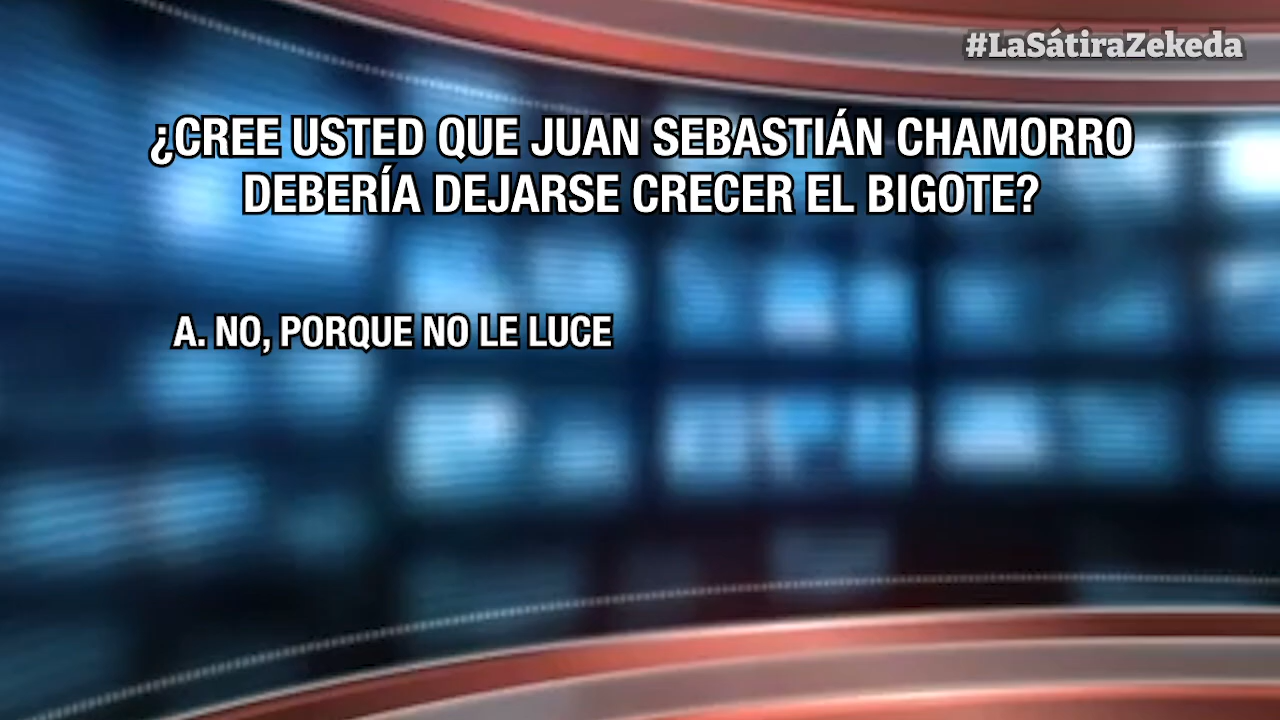 #LaSátiraZekeda
¿CREE USTED QUE JUAN SEBASTIÁN CHAMORRO
DEBERÍA DEJARSE CRECER EL BIGOTE?
A. NO, PORQUE NO LE LUCE